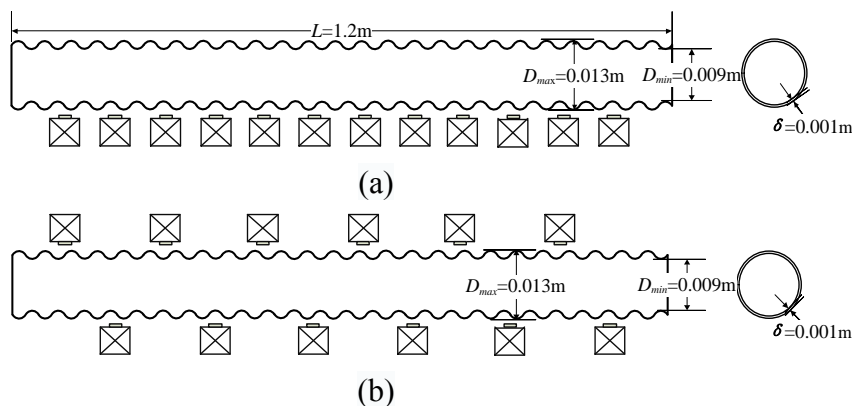 L=1.2m
Dmax=0.013m
Dmin=0.009m
δ=0.001m
(a)
Dmax=0.013m
Dmin=0.009m
δ=0.001m
(b)